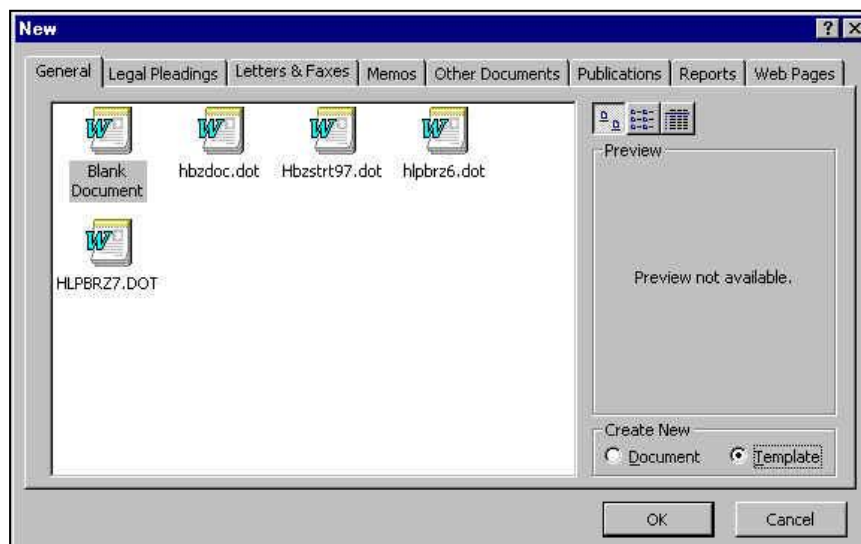 New
General Legal Pleadings Letters & Faxes Memos Other Documents Publications Reports Web Pages
Blank Document
hbzdoc.dot
Hbzstrt97.dot
hlpbrz6.dot
HLPBRZ7.DOT
Preview
Preview not available.
Create New
Document Template
OK Cancel